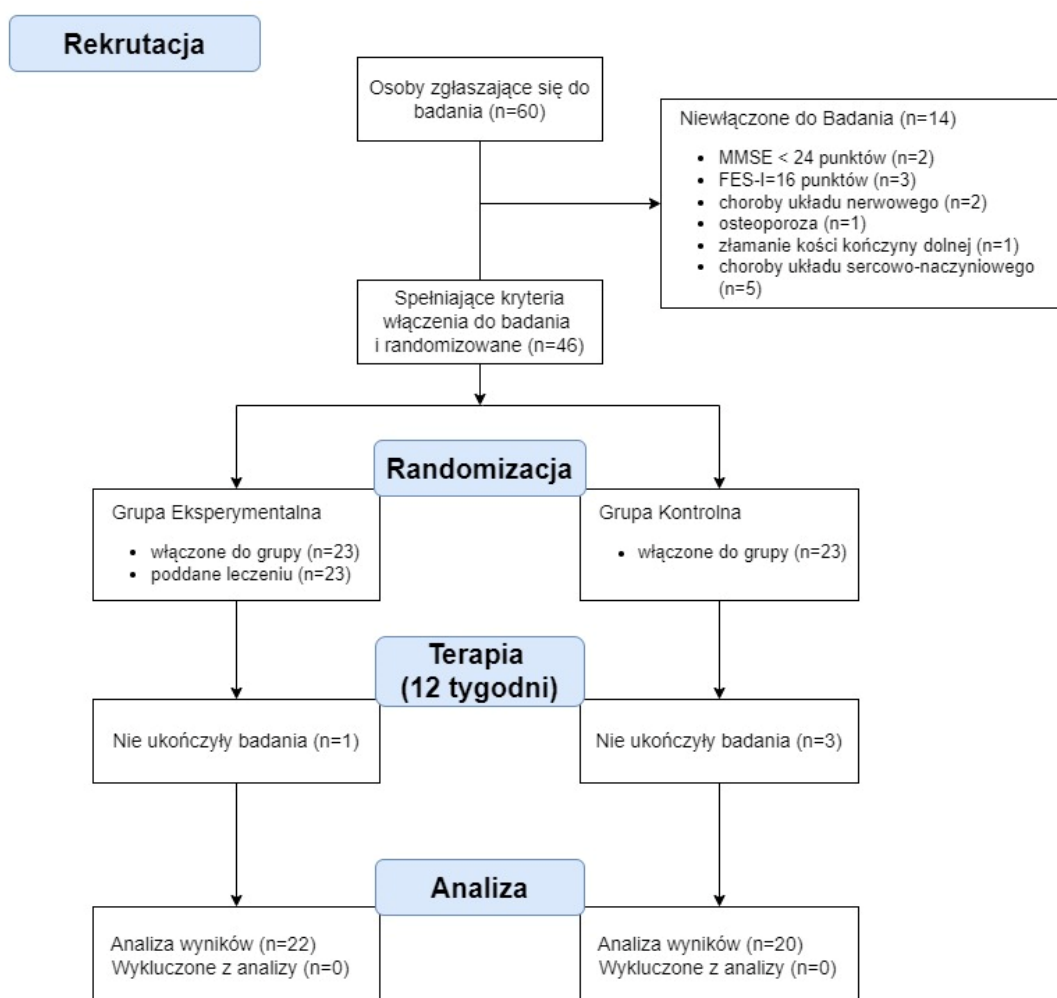 Rekrutacja
Osoby zgłaszające się do
badania (n=60)
Niewłączone do Badania (n=14)
• MMSE < 24 punktów (n=2)
• FES-I=16 punktów (n=3)
• choroby układu nerwowego (n=2)
• osteoporoza (n=1)
• złamanie kości kończyny dolnej (n=1)
• choroby układu sercowo-naczyniowego
(n=5)
Spełniające kryteria
włączenia do badania
i randomizowane (n=46)
Randomizacja
Grupa Eksperymentalna
• włączone do grupy (n=23)
• poddane leczeniu (n=23)
Grupa Kontrolna
• włączone do grupy (n=23)
Terapia
(12 tygodni)
Nie ukończyły badania (n=1)
Nie ukończyły badania (n=3)
Analiza
Analiza wyników (n=22)
Wykluczone z analizy (n=0)
Analiza wyników (n=20)
Wykluczone z analizy (n=0)